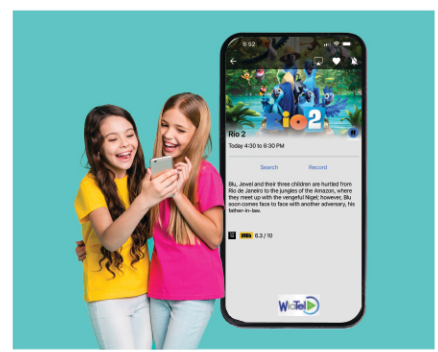 9:52
Rio2
Rio 2
Today 4:30 to 6:30 PM
Search Record
Blu, Jewel and their three children are hurtled from
Rio de Janeiro to the jungles of the Amazon, where
they meet up with the vengeful Nigel; however, Blu
soon comes face to face with another adversary, his
father-in-law.
6.3 / 10
WicTel